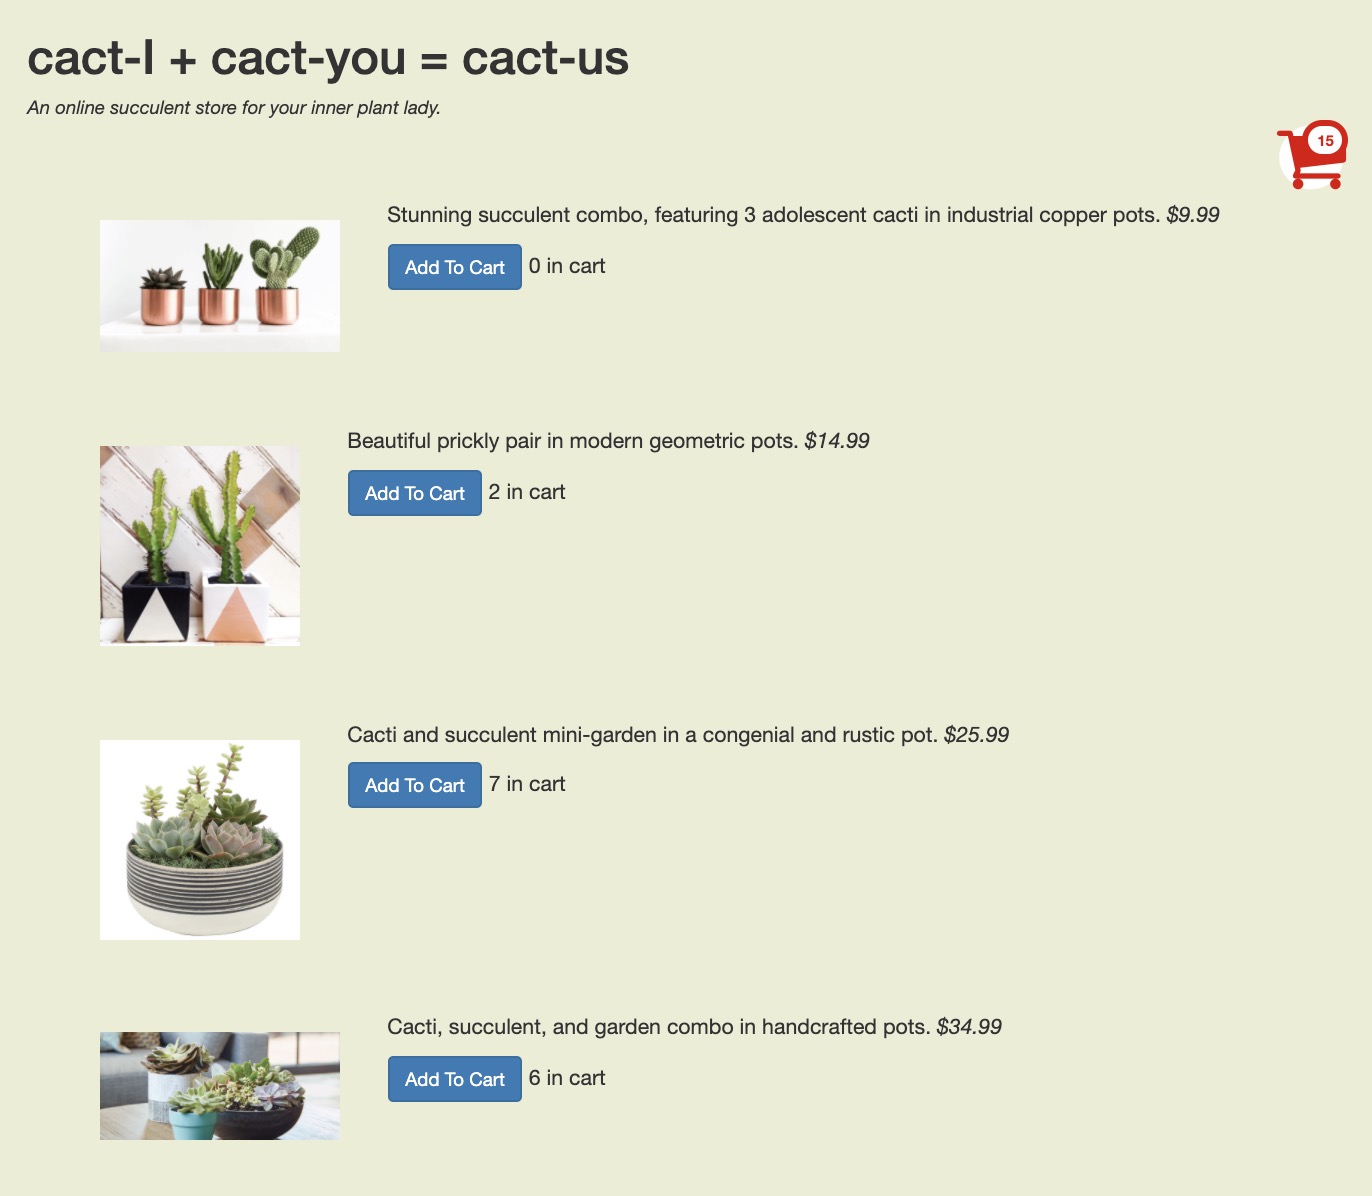 cact-I + cact-you = cact-us
An online succulent store for your inner plant lady.
15
Stunning succulent combo, featuring 3 adolescent cacti in industrial copper pots. $9.99
Add To Cart 0 in cart
Beautiful prickly pair in modern geometric pots. $14.99
Add To Cart 2 in cart
Cacti and succulent mini-garden in a congenial and rustic pot. $25.99
Add To Cart 7 in cart
Cacti, succulent, and garden combo in handcrafted pots. $34.99
Add To Cart 6 in cart